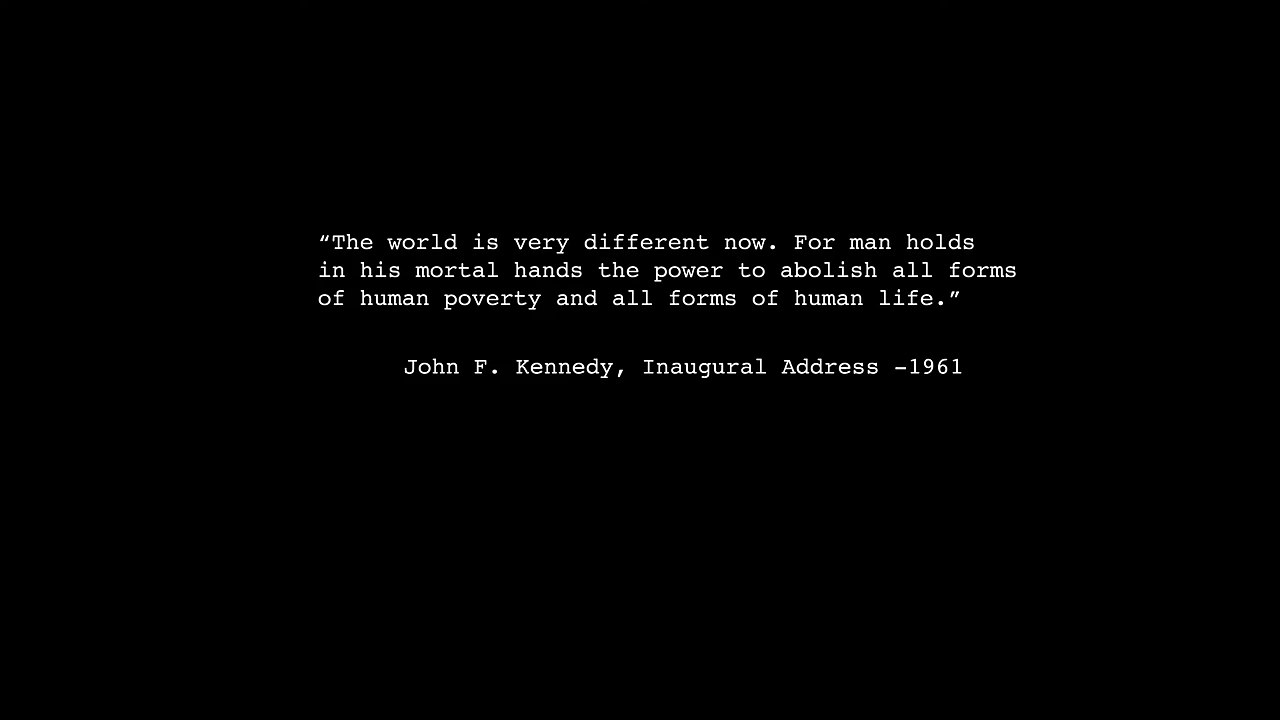 “The world is very different now. For man holds
in his mortal hands the power to abolish all forms
of human poverty and all forms of human life.”
John F. Kennedy, Inaugural Address –1961